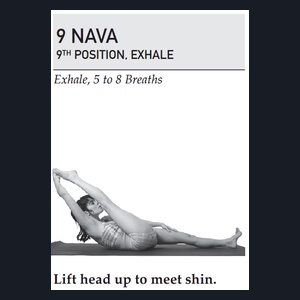 9 NAVA
9TH POSITION, EXHALE
Exhale, 5 to 8 Breaths
Lift head up to meet shin.